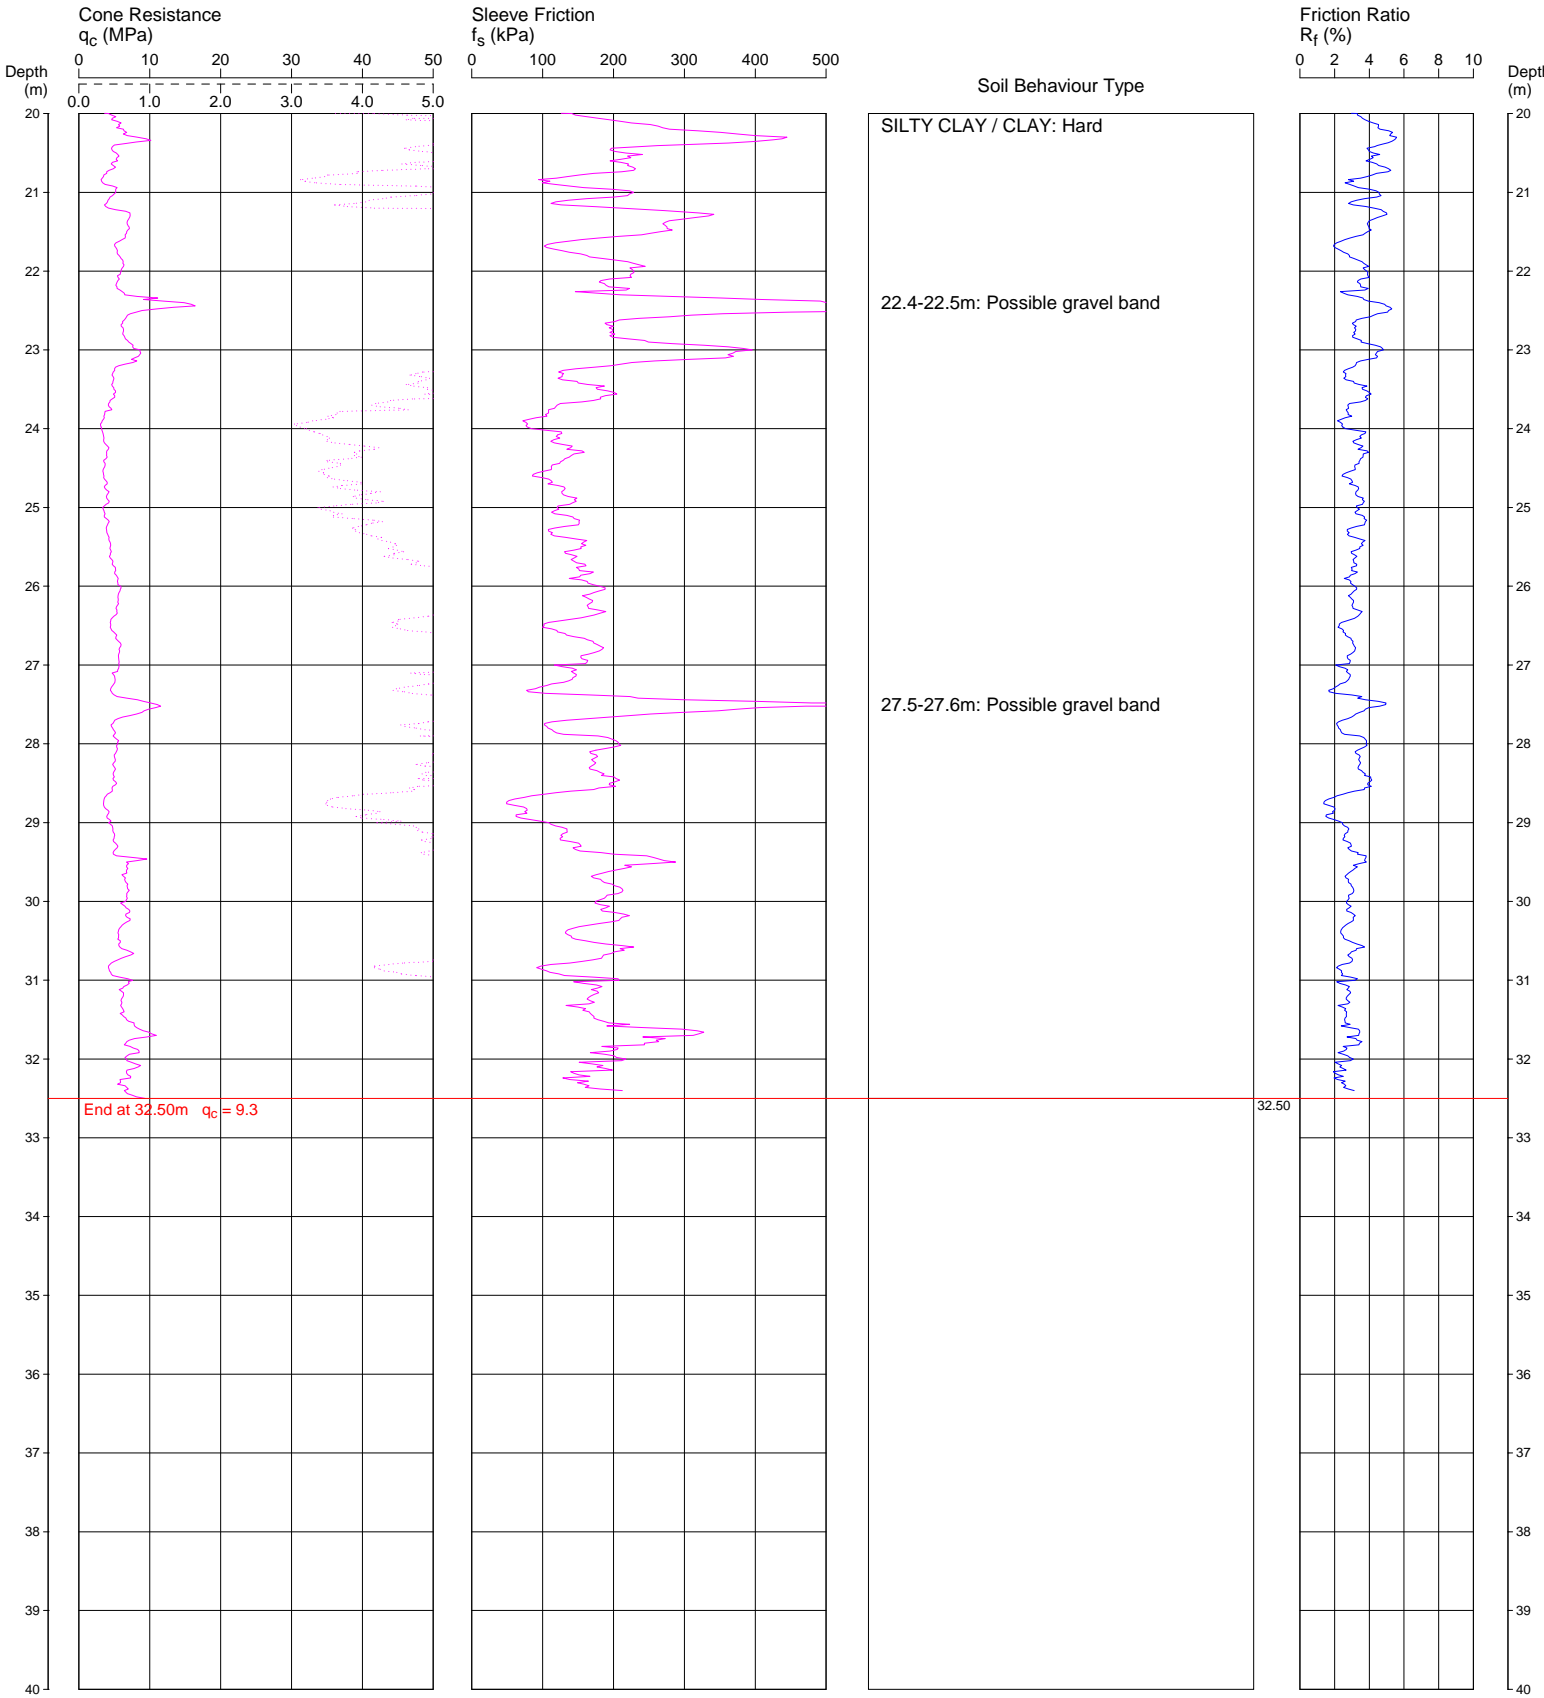 Cone Resistance
q_c (MPa)
Sleeve Friction
f_s (kPa)
Friction Ratio
R_f (%)
0 10 20 30 40 50
0 100 200 300 400 500
0 2 4 6 8 10
Depth
(m)
0.0 1.0 2.0 3.0 4.0 5.0
Soil Behaviour Type
Depth
(m)
20 SILTY CLAY / CLAY: Hard 20
21 21
22 22
22.4-22.5m: Possible gravel band
23 23
24 24
25 25
26 26
27 27
27.5-27.6m: Possible gravel band
28 28
29 29
30 30
31 31
32 32
End at 32.50m q_c = 9.3 32.50
33 33
34 34
35 35
36 36
37 37
38 38
39 39
40 40